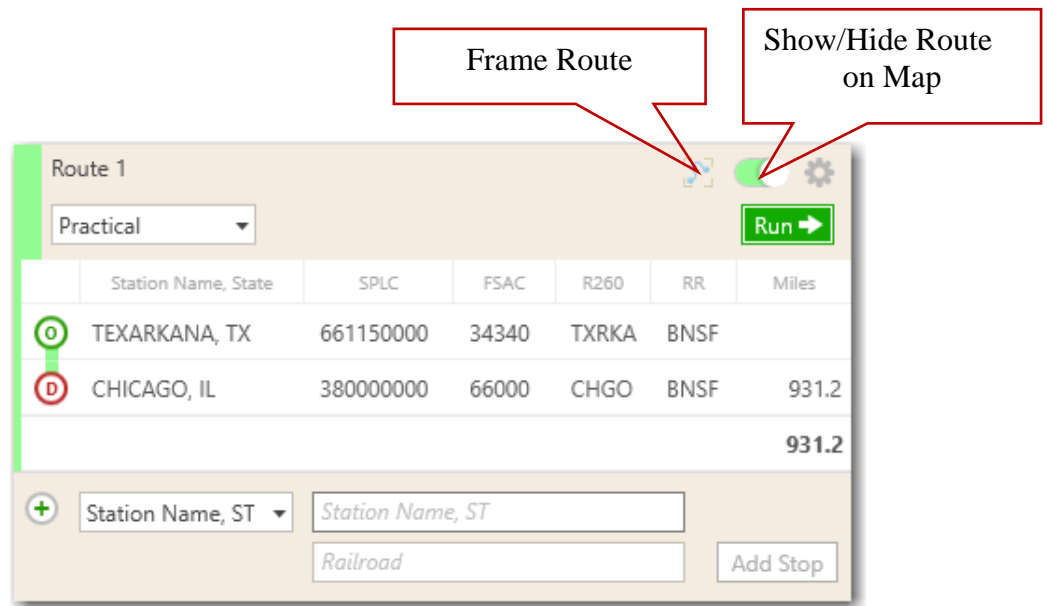 Frame Route
Show/Hide Route
on Map
Route 1
Practical
Run
Station Name, State SPLC FSAC R260 RR Miles
O TEXARKANA, TX 661150000 34340 TXRKA BNSF
D CHICAGO, IL 380000000 66000 CHGO BNSF 931.2
931.2
Station Name, ST Station Name, ST
Railroad Add Stop